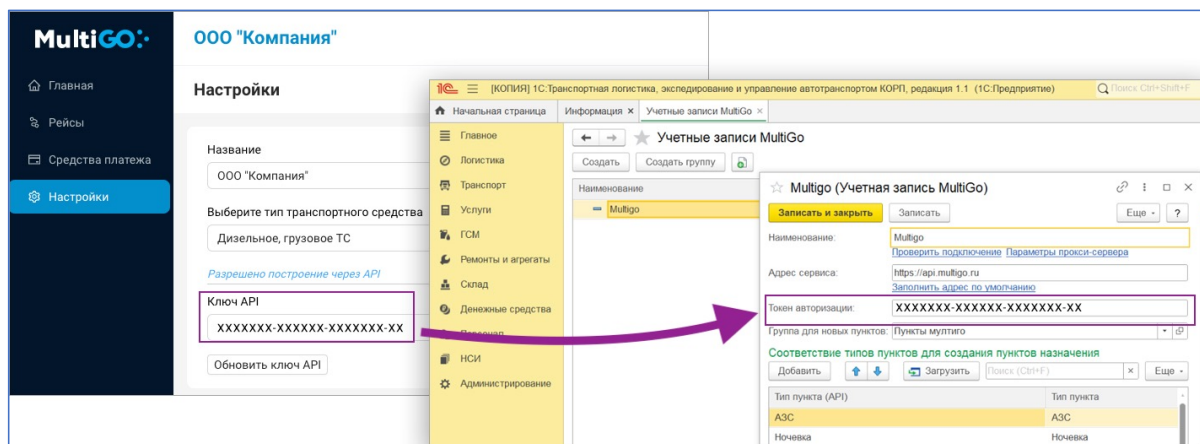 MultiGO
ООО "Компания"
Главная
Рейсы
Средства платежа
Настройки
Настройки
Название
ООО "Компания"
Выберите тип транспортного средства
Дизельное, грузовое ТС
Разрешено построение через API
Ключ API
XXXXXXX-XXXXXX-XXXXXXX-XX
Обновить ключ API
[КОПИЯ] 1С:Транспортная логистика, экспедирование и управление автотранспортом КОРП, редакция 1.1 (1С:Предприятие)
Поиск Ctrl+Shift+F
Начальная страница
Информация ×
Учетные записи MultiGo ×
Главное
Логистика
Транспорт
Услуги
ГСМ
Ремонты и агрегаты
Склад
Денежные средства
Персонал
НСИ
Администрирование
Учетные записи MultiGo
Создать
Создать группу
Наименование
Multigo
Multigo (Учетная запись MultiGo)
Записать и закрыть
Записать
Еще
?
Наименование:
Multigo
Проверить подключение Параметры прокси-сервера
Адрес сервиса:
https://api.multigo.ru
Заполнить адрес по умолчанию
Токен авторизации:
XXXXXXX-XXXXXX-XXXXXXX-XX
Группа для новых пунктов:
Пункты мултиго
Соответствие типов пунктов для создания пунктов назначения
Добавить
Загрузить
Поиск (Ctrl+F)
×
Еще
Тип пункта (API)
Тип пункта
АЗС
АЗС
Ночевка
Ночевка